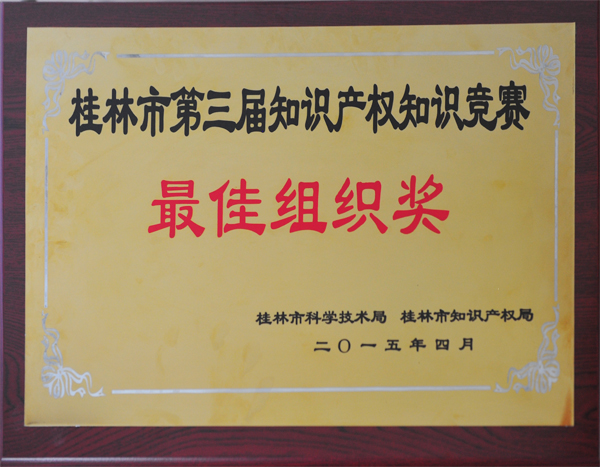 桂林市第三届知识产权知识竞赛
最佳组织奖
桂林市科学技术局 桂林市知识产权局
二〇一五年四月